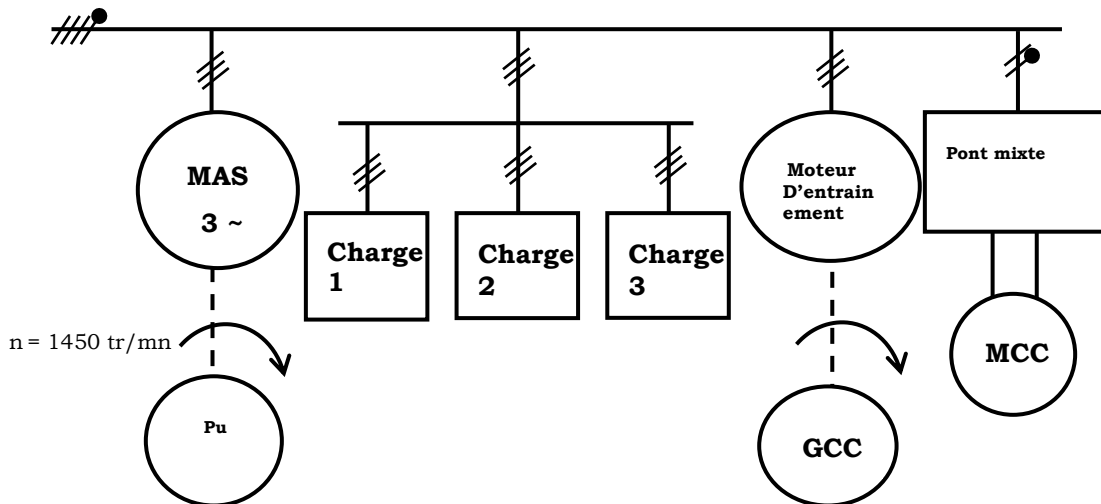 MAS
3 ~
Charge
1
Charge
2
Charge
3
Moteur
D’entrain
ement
Pont mixte
n = 1450 tr/mn
Pu
GCC
MCC